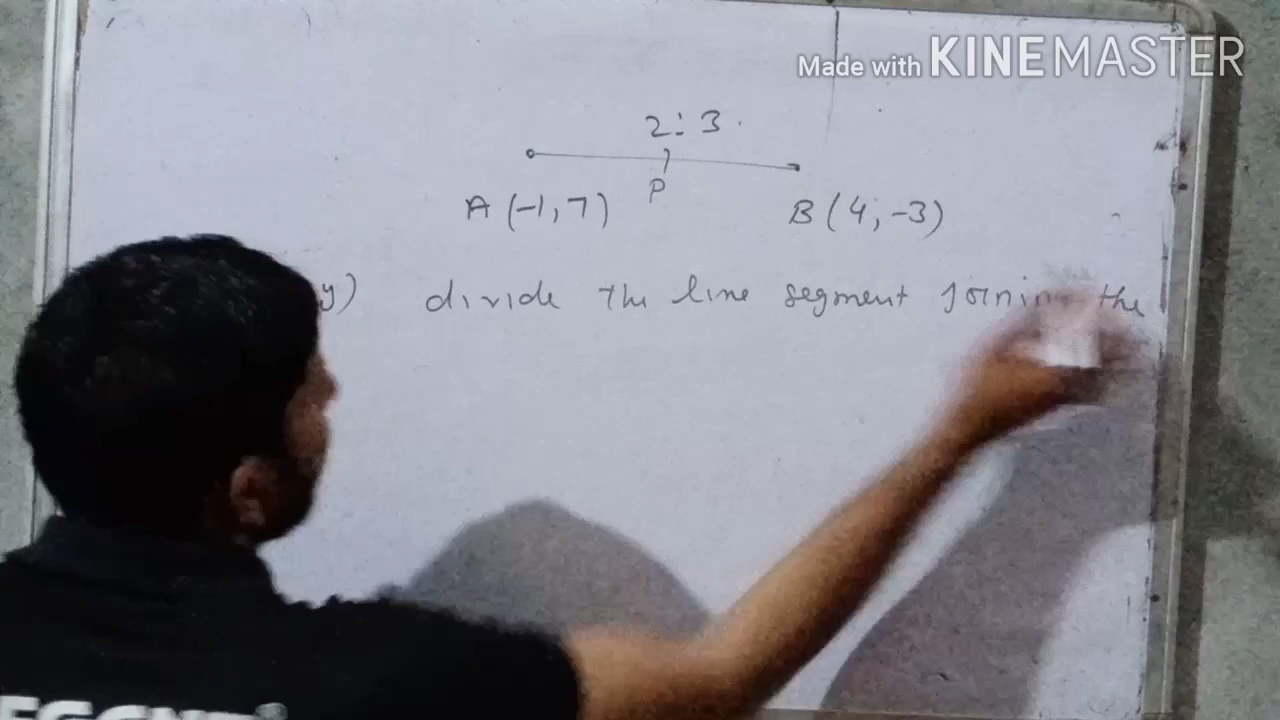 Made with KINEMASTER
2:3.
P
A (-1,7) B (4,-3)
y) divide the line segment joining the